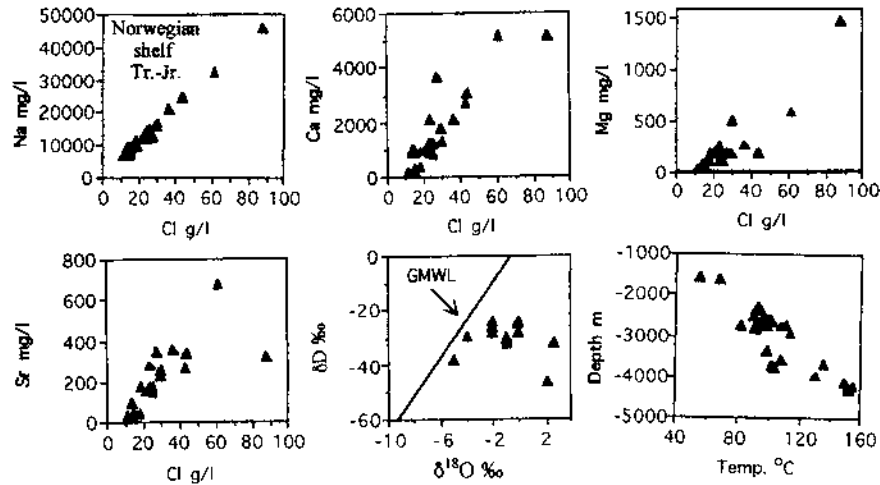 Norwegian
shelf
Tr.-Jr.
Na mg/l
50000
40000
30000
20000
10000
0
0 20 40 60 80 100
Cl g/l
Ca mg/l
6000
4000
2000
0
0 20 40 60 80 100
Cl g/l
Mg mg/l
1500
1000
500
0
0 20 40 60 80 100
Cl g/l
Sr mg/l
800
600
400
200
0
0 20 40 60 80 100
Cl g/l
GMWL
δD ‰
0
-20
-40
-60
-10 -6 -2 2
δ¹⁸O ‰
Depth m
-1000
-2000
-3000
-4000
-5000
40 80 120 160
Temp. °C